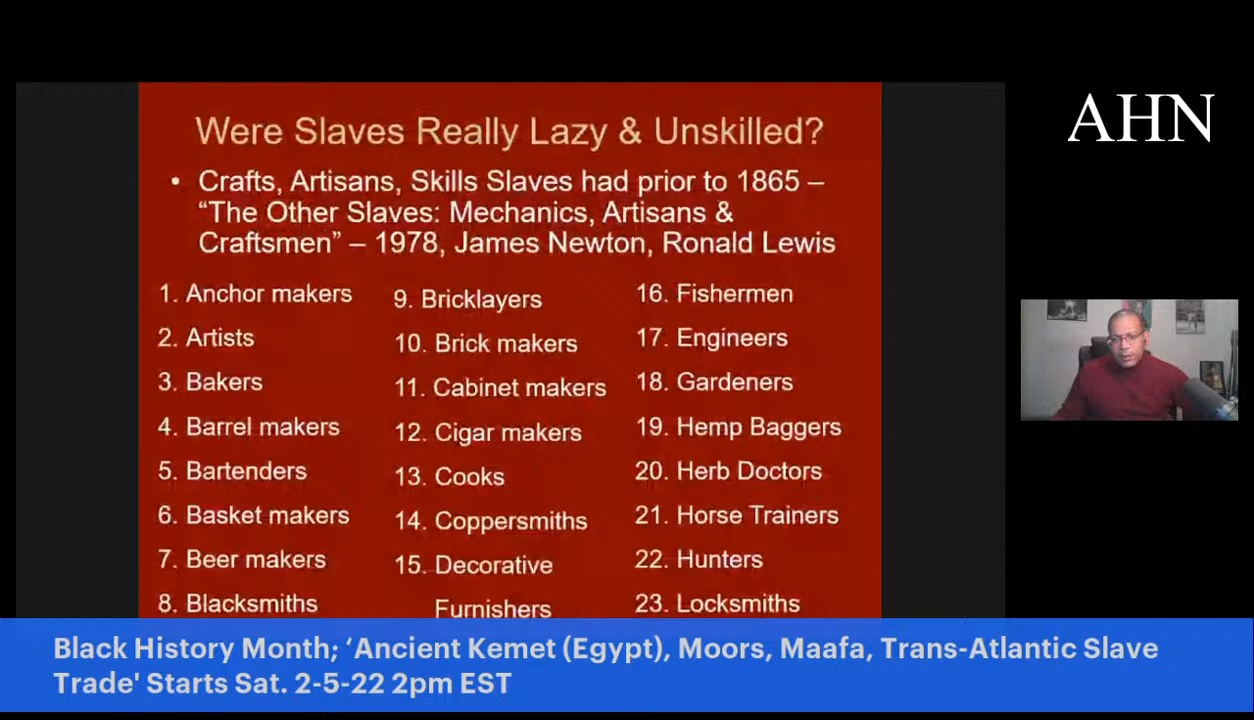 AHN
Were Slaves Really Lazy & Unskilled?
• Crafts, Artisans, Skills Slaves had prior to 1865 –
“The Other Slaves: Mechanics, Artisans &
Craftsmen” – 1978, James Newton, Ronald Lewis
1. Anchor makers
2. Artists
3. Bakers
4. Barrel makers
5. Bartenders
6. Basket makers
7. Beer makers
8. Blacksmiths
9. Bricklayers
10. Brick makers
11. Cabinet makers
12. Cigar makers
13. Cooks
14. Coppersmiths
15. Decorative
Furnishers
16. Fishermen
17. Engineers
18. Gardeners
19. Hemp Baggers
20. Herb Doctors
21. Horse Trainers
22. Hunters
23. Locksmiths
Black History Month; ‘Ancient Kemet (Egypt), Moors, Maafa, Trans-Atlantic Slave
Trade' Starts Sat. 2-5-22 2pm EST